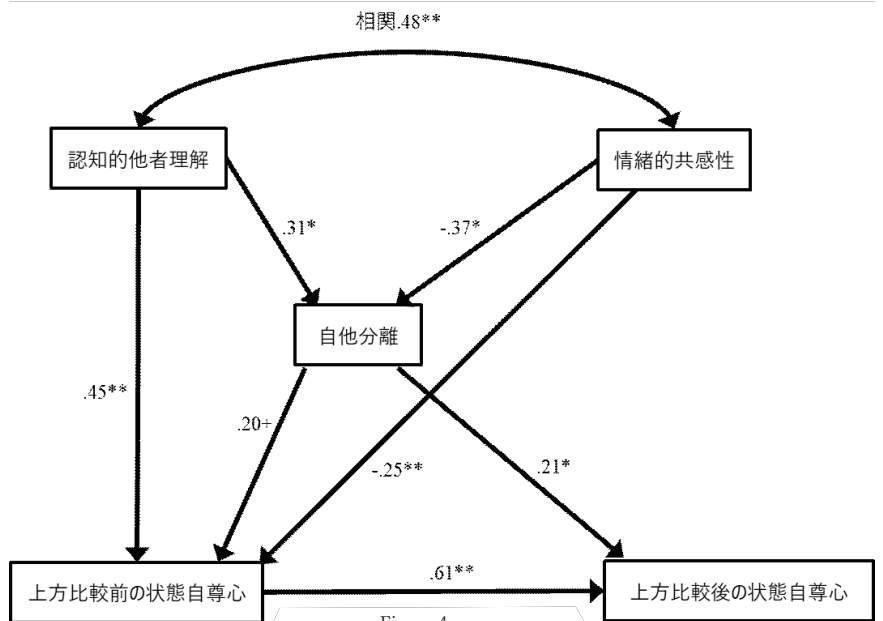 相関.48**
認知的他者理解
情緒的共感性
.31*
-.37*
自他分離
.45**
.20+
-.25**
.21*
上方比較前の状態自尊心
.61**
上方比較後の状態自尊心